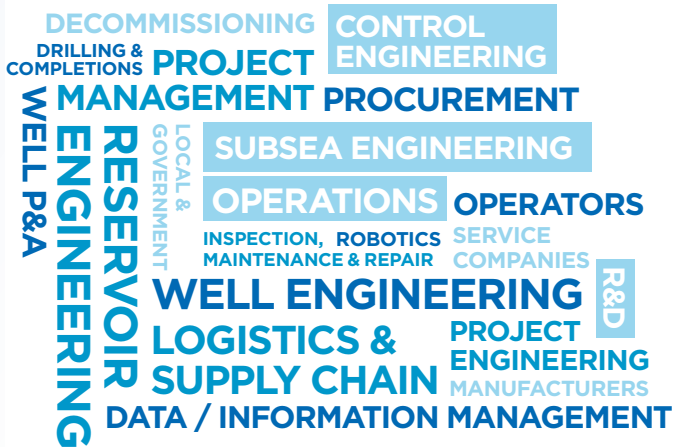 DECOMMISSIONING
CONTROL
ENGINEERING
DRILLING &
COMPLETIONS
PROJECT
MANAGEMENT
PROCUREMENT
WELL P&A
RESERVOIR
ENGINEERING
LOCAL &
GOVERNMENT
SUBSEA ENGINEERING
OPERATIONS
OPERATORS
INSPECTION,
MAINTENANCE & REPAIR
ROBOTICS
SERVICE
COMPANIES
R&D
WELL ENGINEERING
LOGISTICS &
SUPPLY CHAIN
PROJECT
ENGINEERING
MANUFACTURERS
DATA / INFORMATION MANAGEMENT